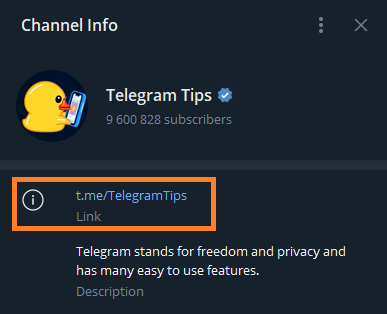 Channel Info
Telegram Tips
9 600 828 subscribers
t.me/TelegramTips
Link
Telegram stands for freedom and privacy and
has many easy to use features.
Description